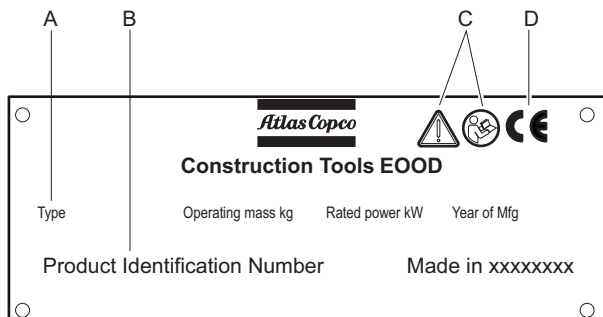 A B C D
Atlas Copco
CE
Construction Tools EOOD
Type Operating mass kg Rated power kW Year of Mfg
Product Identification Number Made in xxxxxxxx